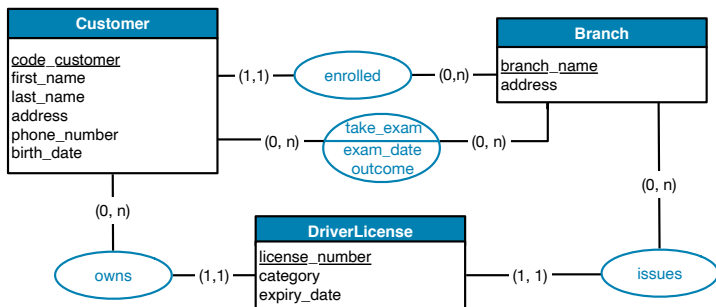 Customer
code_customer
first_name
last_name
address
phone_number
birth_date
(1,1)
enrolled
(0,n)
Branch
branch_name
address
(0, n)
take_exam
exam_date
outcome
(0, n)
(0, n)
(0, n)
owns
(1,1)
DriverLicense
license_number
category
expiry_date
(1, 1)
issues